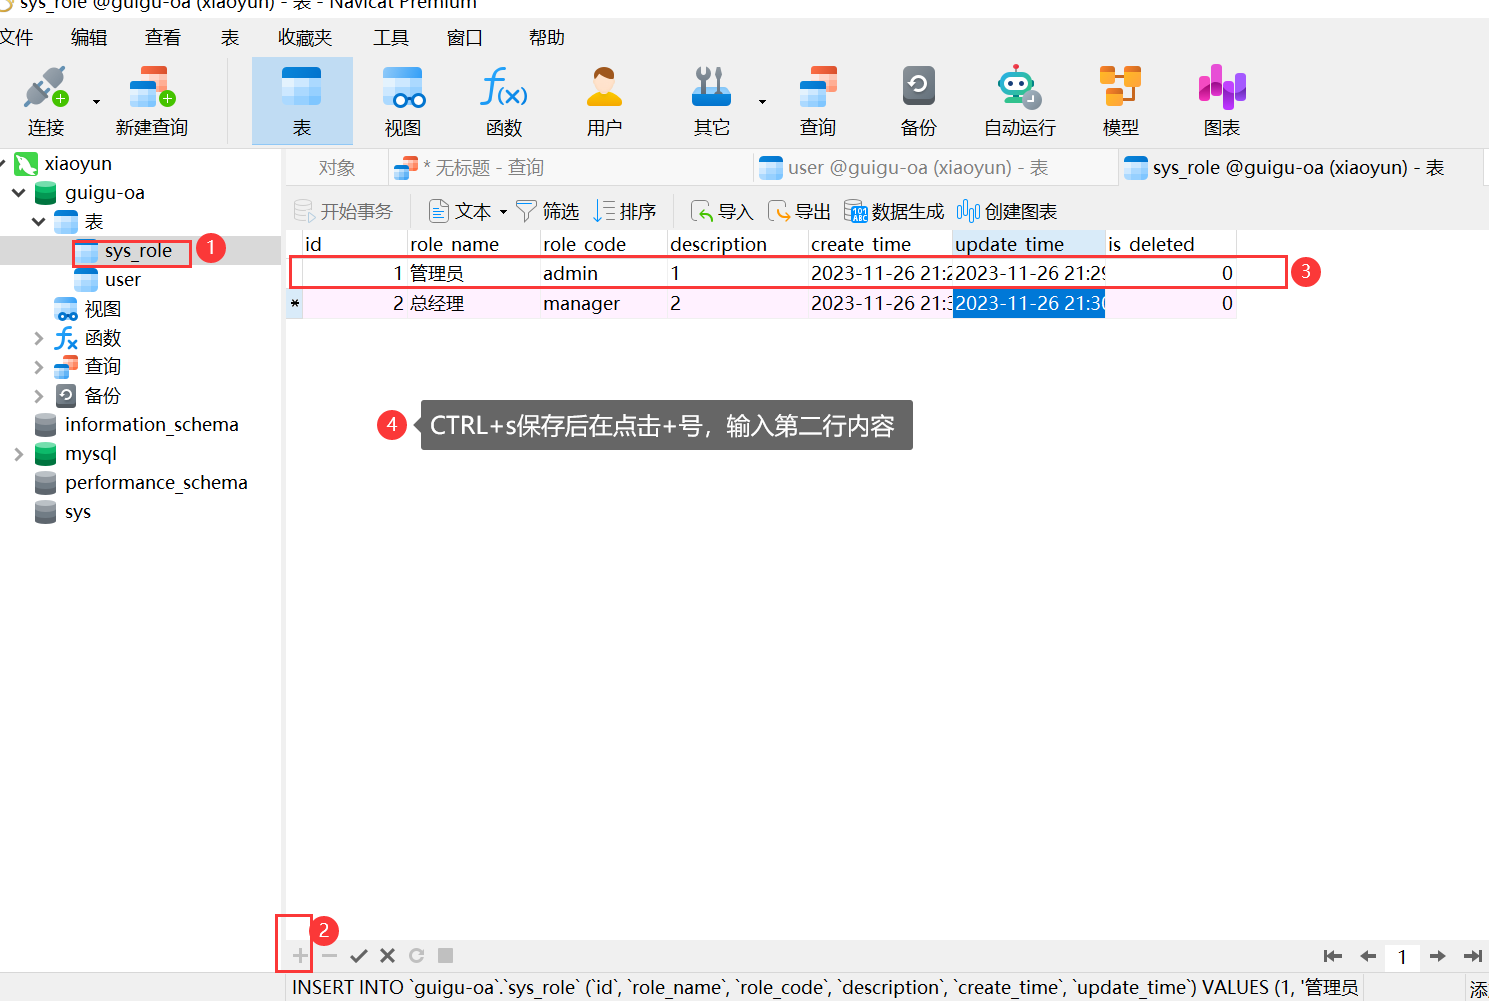 sys_role @guigu-oa (xiaoyun) - 表 - Navicat Premium
文件 编辑 查看 表 收藏夹 工具 窗口 帮助
连接 新建查询 表 视图 函数 用户 其它 查询 备份 自动运行 模型 图表
xiaoyun
guigu-oa
表
sys_role 1
user
视图
函数
查询
备份
information_schema
mysql
performance_schema
sys
对象 * 无标题 - 查询 user @guigu-oa (xiaoyun) - 表 sys_role @guigu-oa (xiaoyun) - 表
开始事务 文本 筛选 排序 导入 导出 数据生成 创建图表
id role_name role_code description create_time update_time is_deleted
1 管理员 admin 1 2023-11-26 21:2 2023-11-26 21:29 0 3
* 2 总经理 manager 2 2023-11-26 21:3 2023-11-26 21:30 0
4 CTRL+s保存后在点击+号，输入第二行内容
2
1
INSERT INTO `guigu-oa`.`sys_role` (`id`, `role_name`, `role_code`, `description`, `create_time`, `update_time`) VALUES (1, '管理员 添